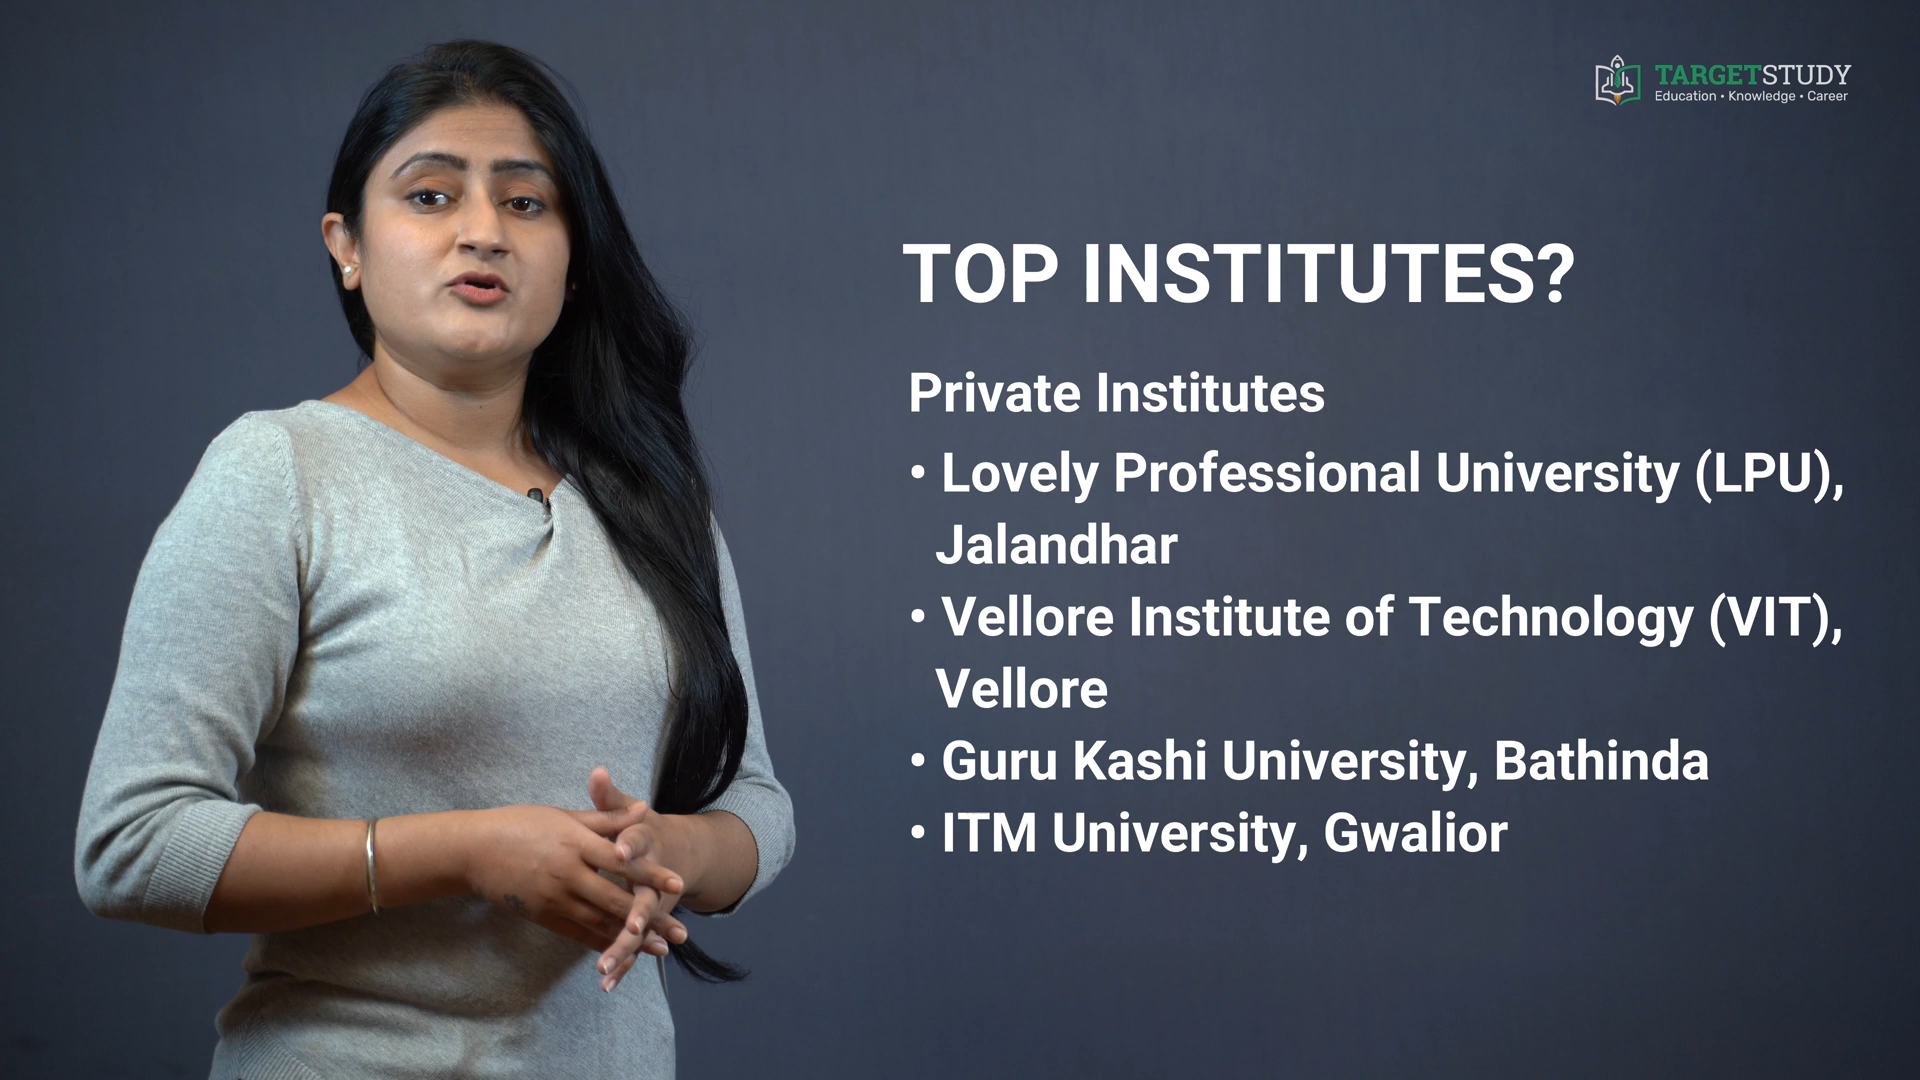 TARGETSTUDY
Education • Knowledge • Career
TOP INSTITUTES?
Private Institutes
• Lovely Professional University (LPU),
Jalandhar
• Vellore Institute of Technology (VIT),
Vellore
• Guru Kashi University, Bathinda
• ITM University, Gwalior